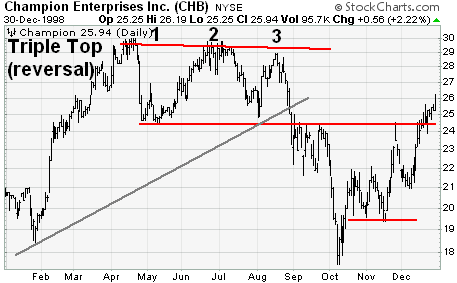 Champion Enterprises Inc. (CHB) NYSE © StockCharts.com
30-Dec-1998 Op 25.25 Hi 26.19 Lo 25.25 Cl 25.94 Vol 95.7K Chg +0.56 (+2.22%)
Champion 25.94 (Daily)
Triple Top
(reversal)
1 2 3
30
29
28
27
26
25
24
23
22
21
20
19
18
Feb Mar Apr May Jun Jul Aug Sep Oct Nov Dec